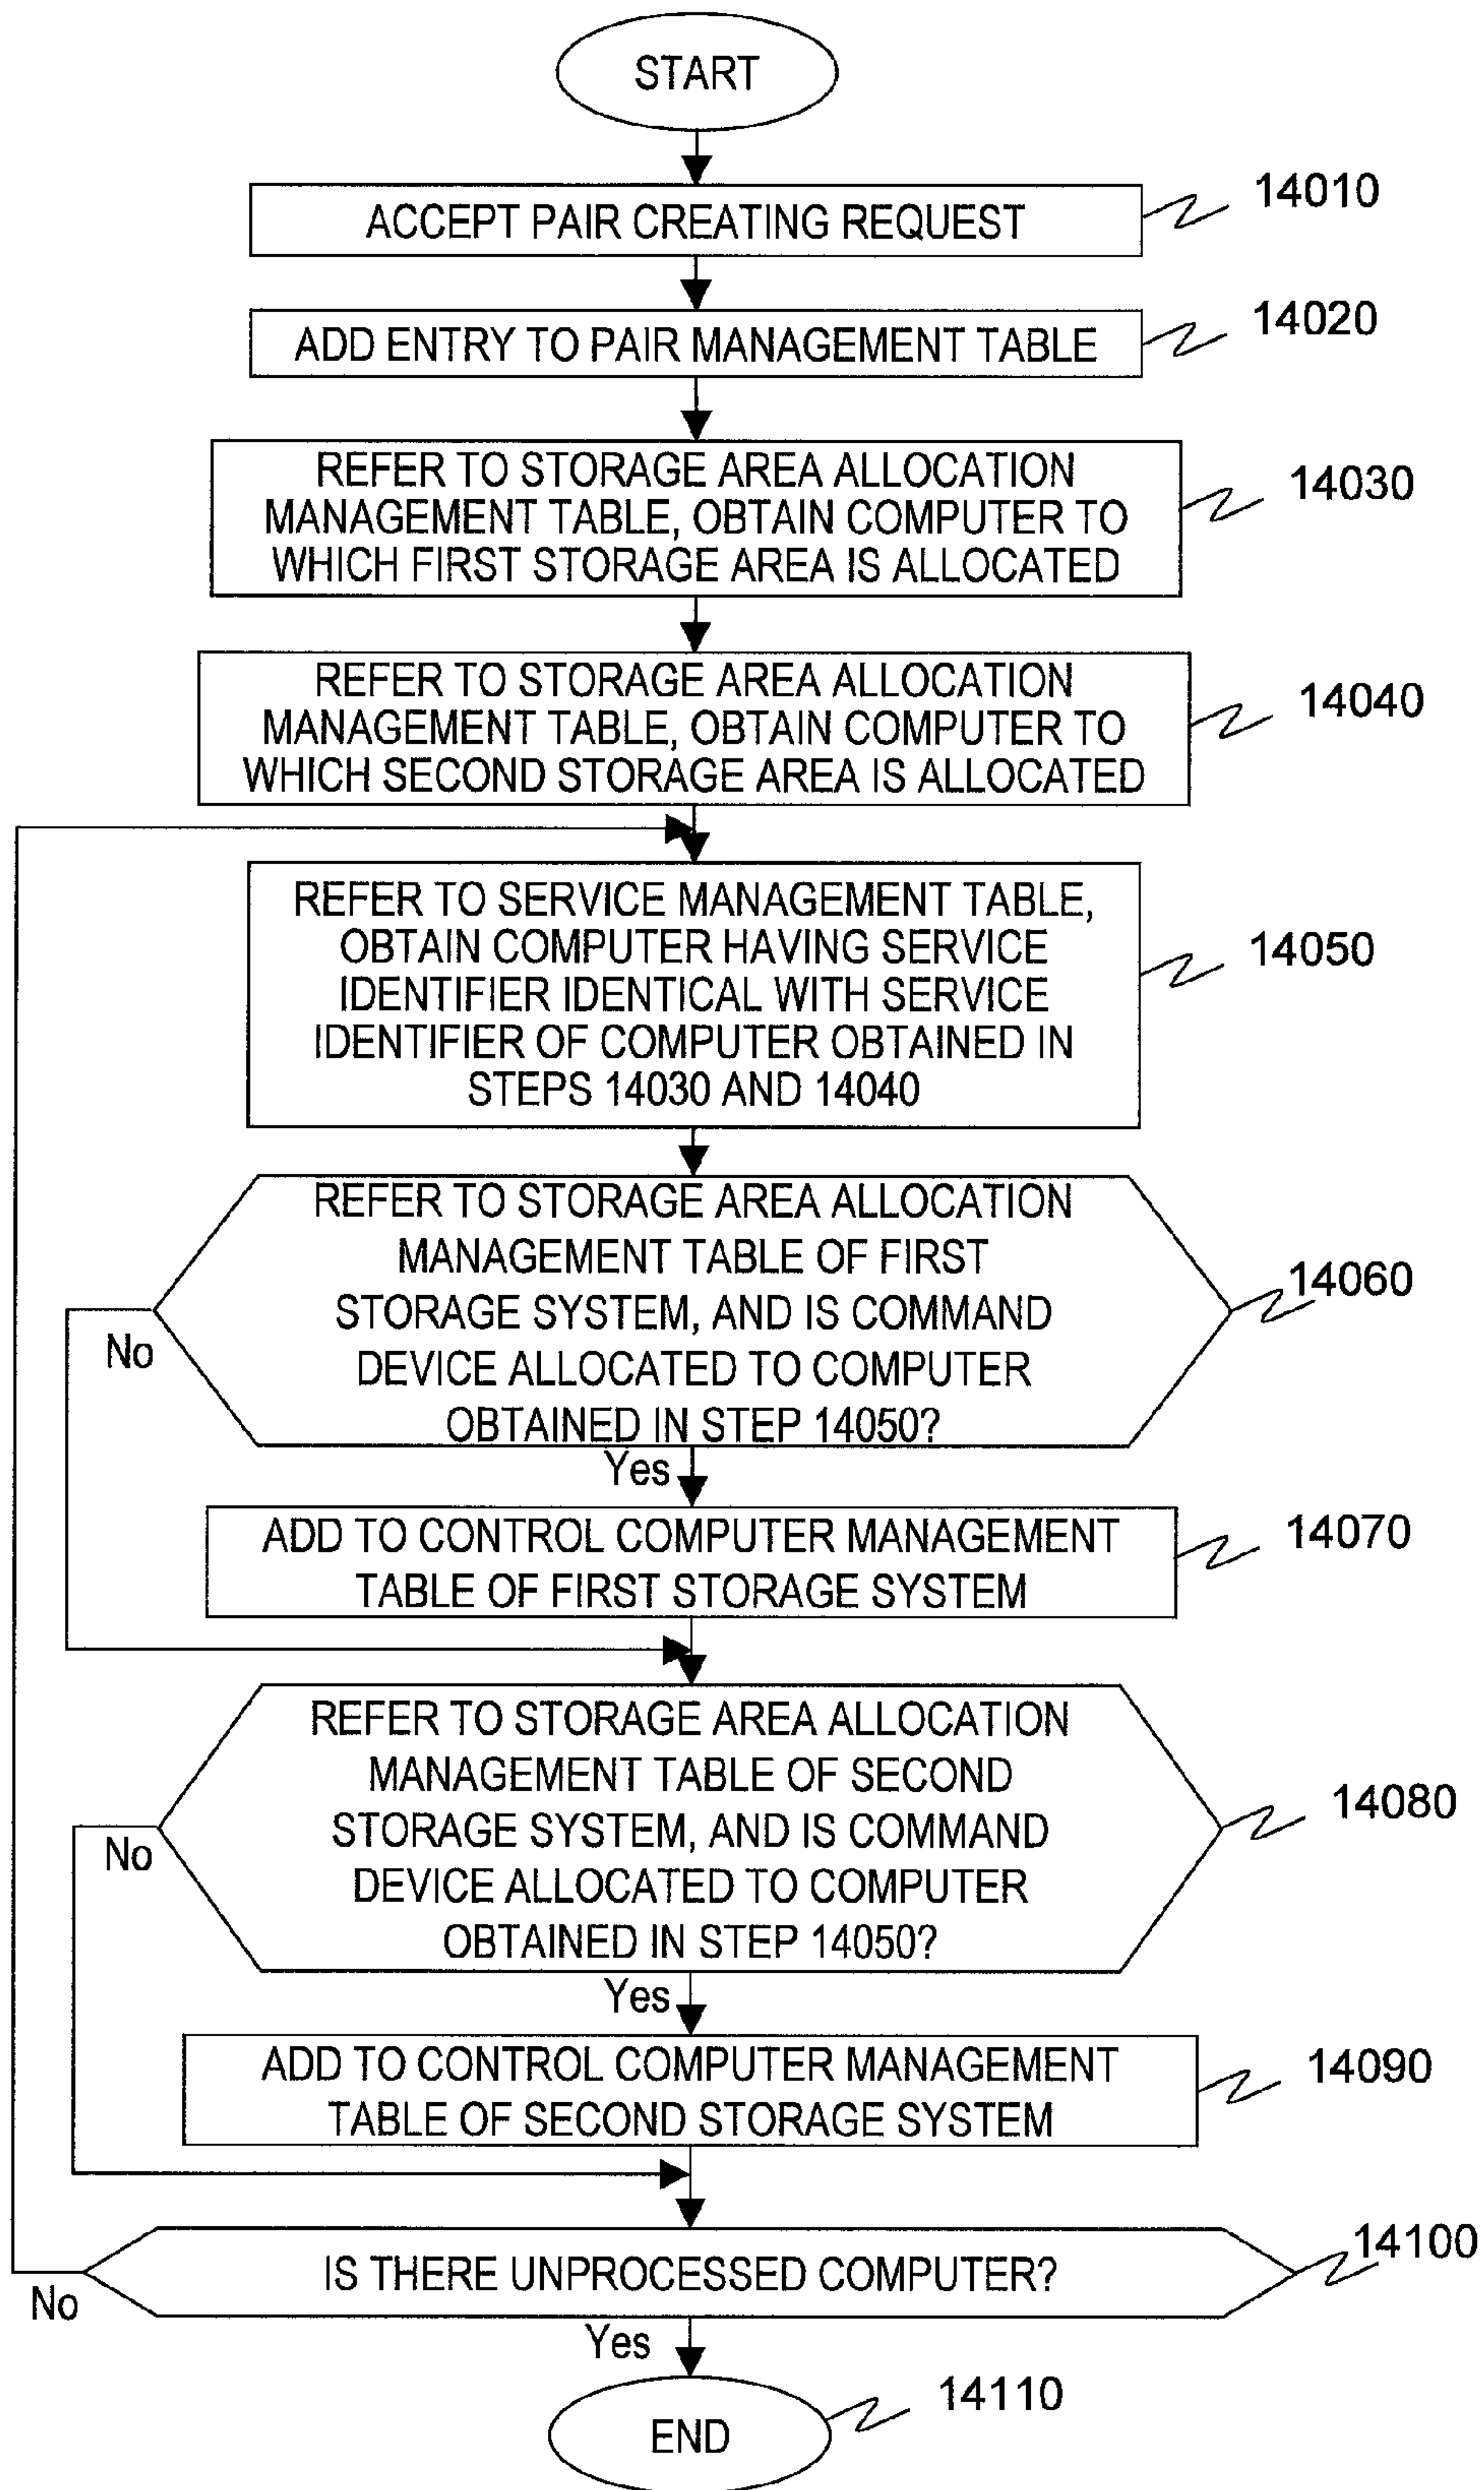 START
ACCEPT PAIR CREATING REQUEST
14010
ADD ENTRY TO PAIR MANAGEMENT TABLE
14020
REFER TO STORAGE AREA ALLOCATION
MANAGEMENT TABLE, OBTAIN COMPUTER TO
WHICH FIRST STORAGE AREA IS ALLOCATED
14030
REFER TO STORAGE AREA ALLOCATION
MANAGEMENT TABLE, OBTAIN COMPUTER TO
WHICH SECOND STORAGE AREA IS ALLOCATED
14040
REFER TO SERVICE MANAGEMENT TABLE,
OBTAIN COMPUTER HAVING SERVICE
IDENTIFIER IDENTICAL WITH SERVICE
IDENTIFIER OF COMPUTER OBTAINED IN
STEPS 14030 AND 14040
14050
REFER TO STORAGE AREA ALLOCATION
MANAGEMENT TABLE OF FIRST
STORAGE SYSTEM, AND IS COMMAND
DEVICE ALLOCATED TO COMPUTER
OBTAINED IN STEP 14050?
14060
No
Yes
ADD TO CONTROL COMPUTER MANAGEMENT
TABLE OF FIRST STORAGE SYSTEM
14070
REFER TO STORAGE AREA ALLOCATION
MANAGEMENT TABLE OF SECOND
STORAGE SYSTEM, AND IS COMMAND
DEVICE ALLOCATED TO COMPUTER
OBTAINED IN STEP 14050?
14080
No
Yes
ADD TO CONTROL COMPUTER MANAGEMENT
TABLE OF SECOND STORAGE SYSTEM
14090
IS THERE UNPROCESSED COMPUTER?
14100
No
Yes
END
14110